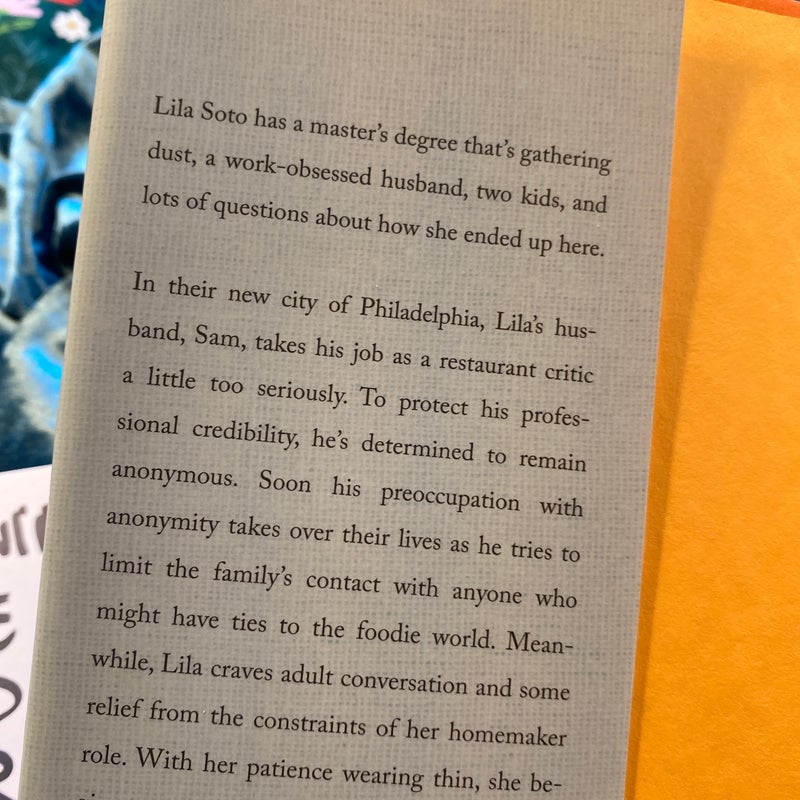 Lila Soto has a master's degree that's gathering
dust, a work-obsessed husband, two kids, and
lots of questions about how she ended up here.
In their new city of Philadelphia, Lila's hus-
band, Sam, takes his job as a restaurant critic
a little too seriously. To protect his profes-
sional credibility, he's determined to remain
anonymous. Soon his preoccupation with
anonymity takes over their lives as he tries to
limit the family's contact with anyone who
might have ties to the foodie world. Mean-
while, Lila craves adult conversation and some
relief from the constraints of her homemaker
role. With her patience wearing thin, she be-